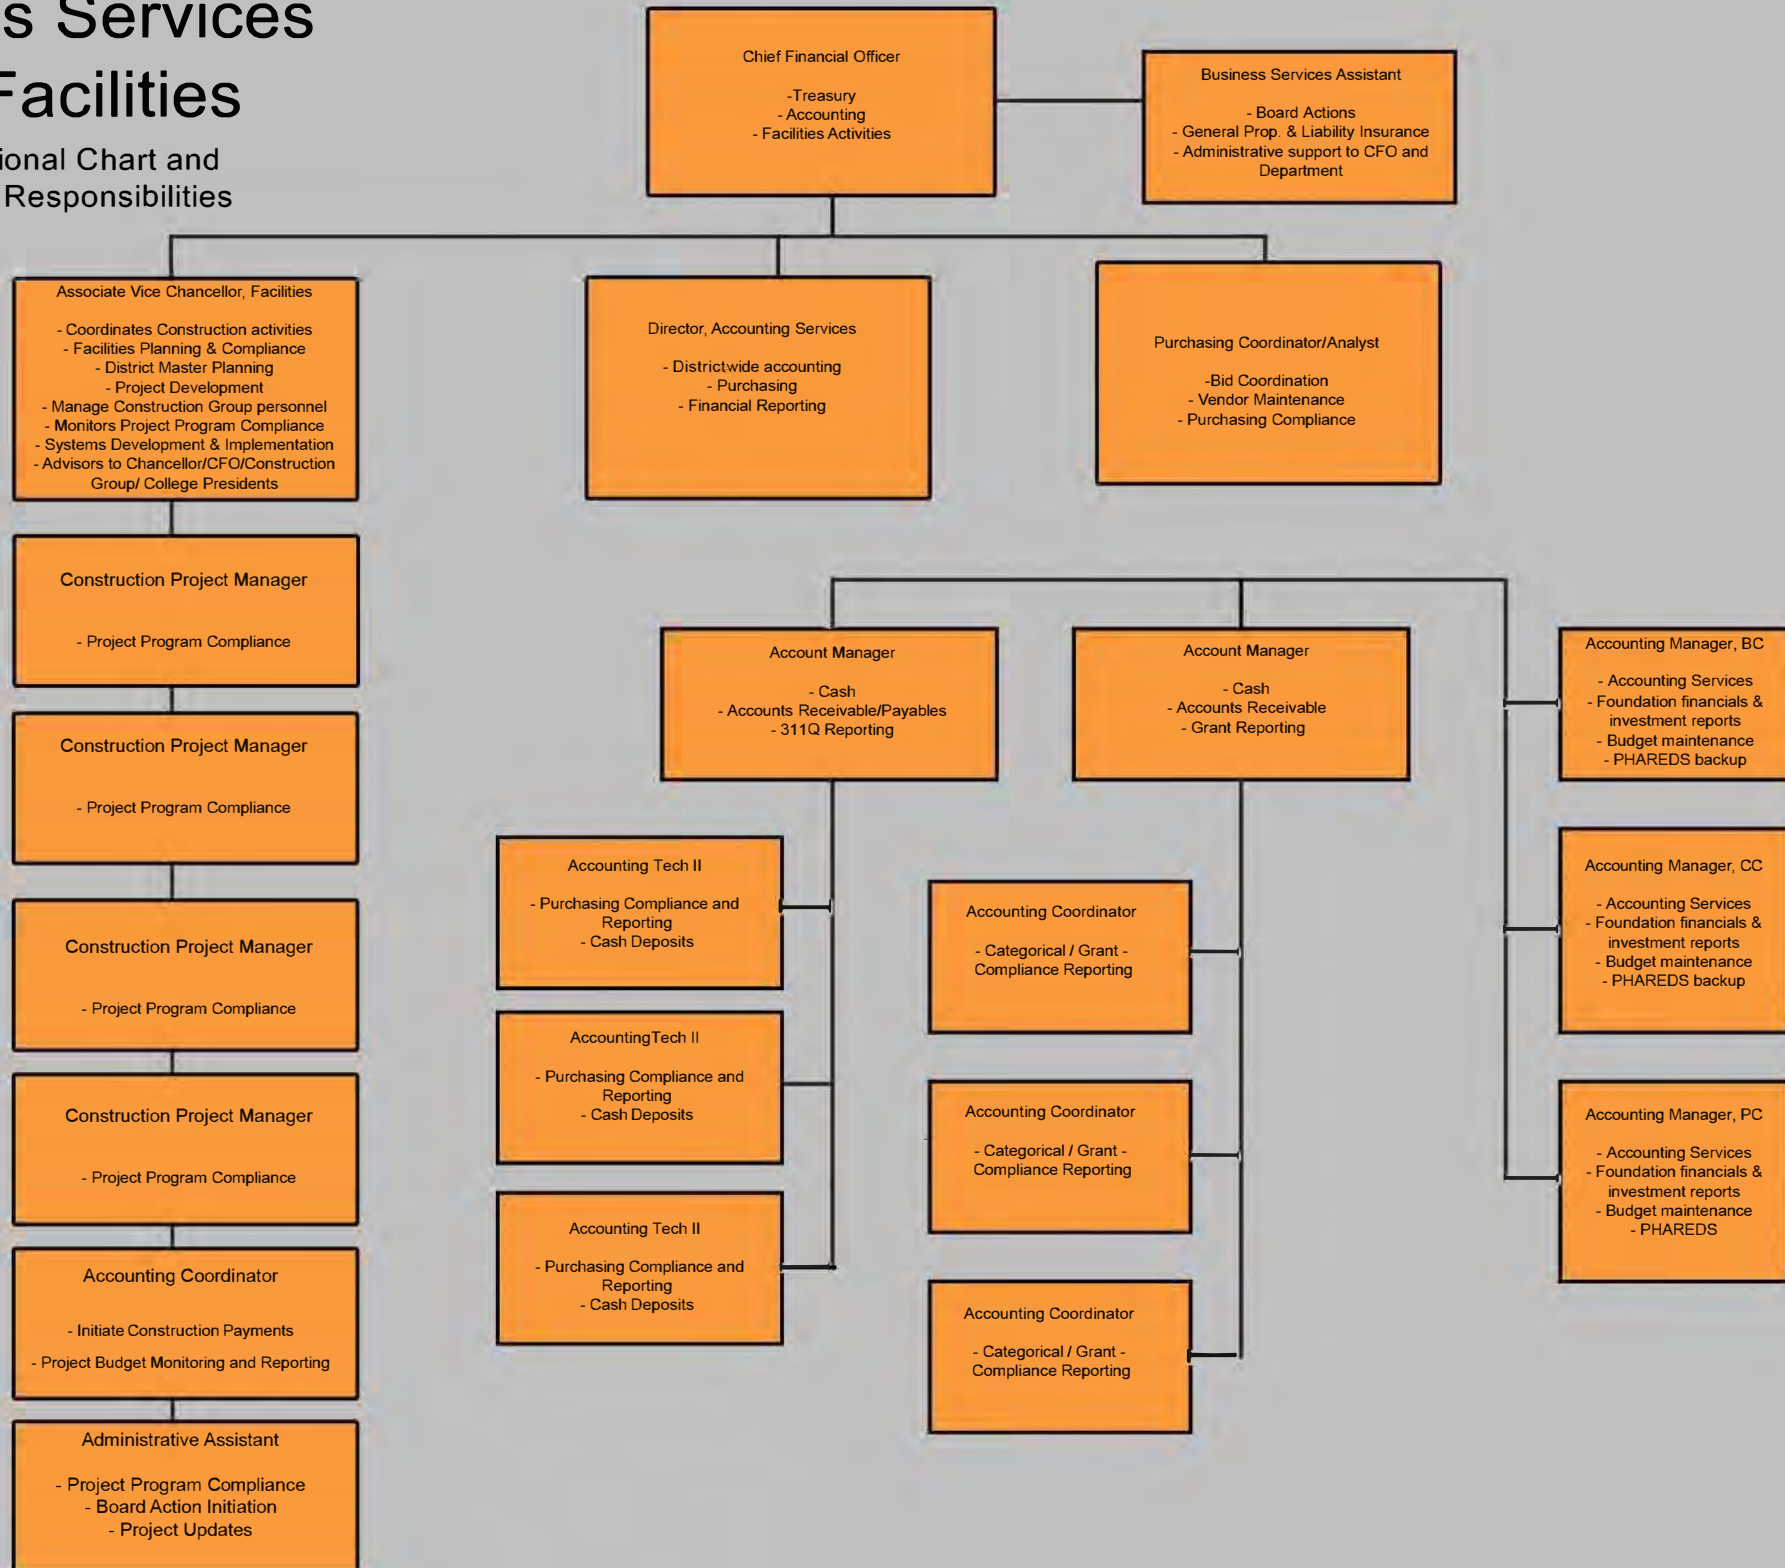 s Services
Facilities
ional Chart and
Responsibilities
Chief Financial Officer
-Treasury
- Accounting
- Facilities Activities
Business Services Assistant
- Board Actions
- General Prop. & Liability Insurance
- Administrative support to CFO and
Department
Associate Vice Chancellor, Facilities
- Coordinates Construction activities
- Facilities Planning & Compliance
- District Master Planning
- Project Development
- Manage Construction Group personnel
- Monitors Project Program Compliance
- Systems Development & Implementation
- Advisors to Chancellor/CFO/Construction
Group/ College Presidents
Director, Accounting Services
- Districtwide accounting
- Purchasing
- Financial Reporting
Purchasing Coordinator/Analyst
-Bid Coordination
- Vendor Maintenance
- Purchasing Compliance
Construction Project Manager
- Project Program Compliance
Construction Project Manager
- Project Program Compliance
Construction Project Manager
- Project Program Compliance
Construction Project Manager
- Project Program Compliance
Accounting Coordinator
- Initiate Construction Payments
- Project Budget Monitoring and Reporting
Administrative Assistant
- Project Program Compliance
- Board Action Initiation
- Project Updates
Account Manager
- Cash
- Accounts Receivable/Payables
- 311Q Reporting
Accounting Tech II
- Purchasing Compliance and
Reporting
- Cash Deposits
AccountingTech II
- Purchasing Compliance and
Reporting
- Cash Deposits
Accounting Tech II
- Purchasing Compliance and
Reporting
- Cash Deposits
Account Manager
- Cash
- Accounts Receivable
- Grant Reporting
Accounting Coordinator
- Categorical / Grant -
Compliance Reporting
Accounting Coordinator
- Categorical / Grant -
Compliance Reporting
Accounting Coordinator
- Categorical / Grant -
Compliance Reporting
Accounting Manager, BC
- Accounting Services
- Foundation financials &
investment reports
- Budget maintenance
- PHAREDS backup
Accounting Manager, CC
- Accounting Services
- Foundation financials &
investment reports
- Budget maintenance
- PHAREDS backup
Accounting Manager, PC
- Accounting Services
- Foundation financials &
investment reports
- Budget maintenance
- PHAREDS